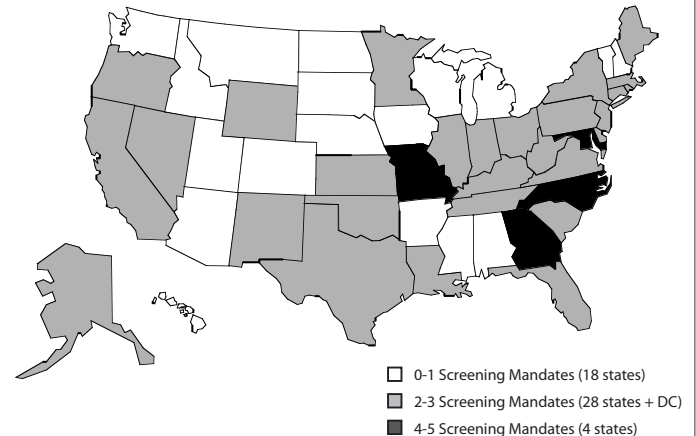 0-1 Screening Mandates (18 states)
2-3 Screening Mandates (28 states + DC)
4-5 Screening Mandates (4 states)